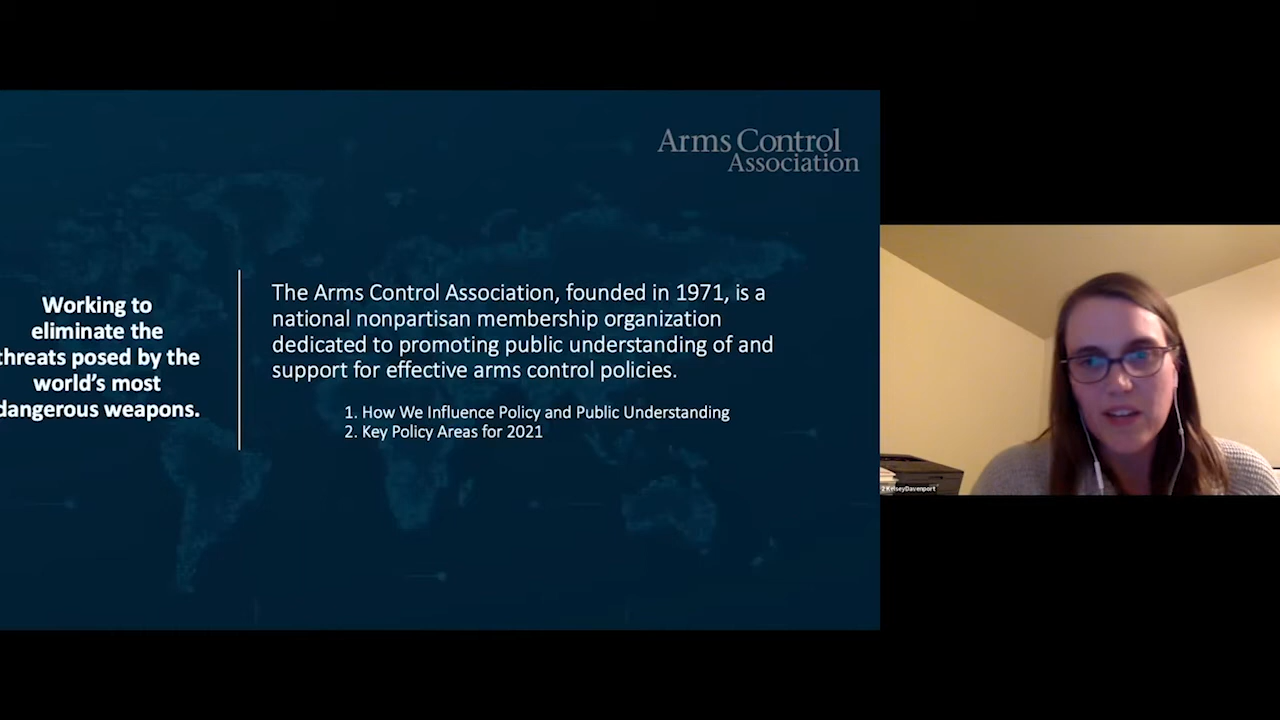 Arms Control
Association
Working to
eliminate the
threats posed by the
world's most
dangerous weapons.
The Arms Control Association, founded in 1971, is a
national nonpartisan membership organization
dedicated to promoting public understanding of and
support for effective arms control policies.
1. How We Influence Policy and Public Understanding
2. Key Policy Areas for 2021
2 KelseyDavenport